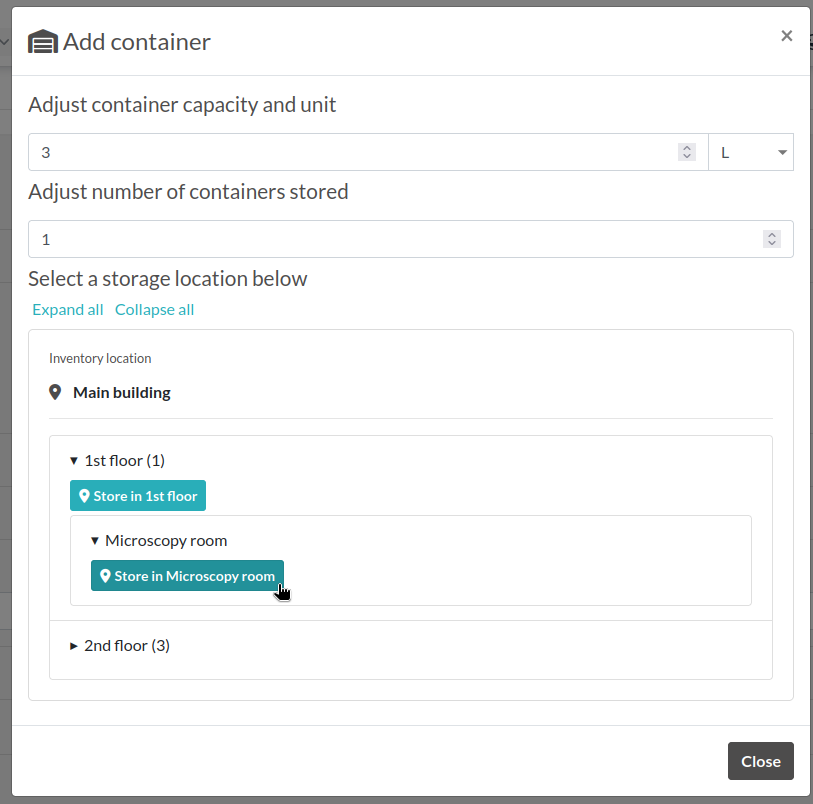 Add container
×
Adjust container capacity and unit
3
L
Adjust number of containers stored
1
Select a storage location below
Expand all Collapse all
Inventory location
Main building
1st floor (1)
Store in 1st floor
Microscopy room
Store in Microscopy room
2nd floor (3)
Close